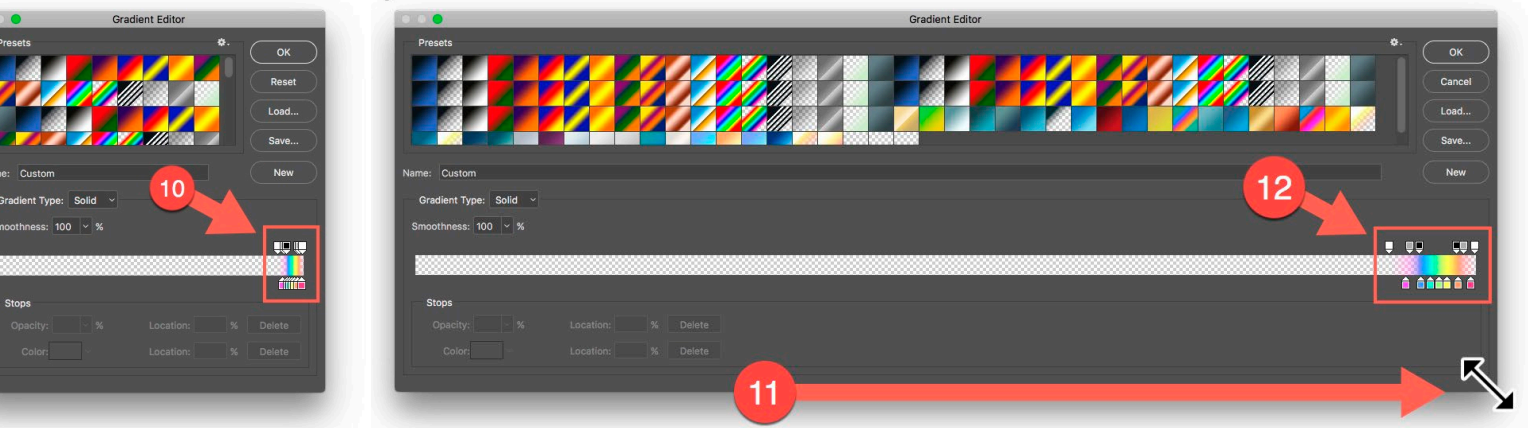 Gradient Editor
Presets
OK
Reset
Load...
Save...
Custom
New
10
Gradient Type: Solid
100 %
Stops
Opacity: % Location: % Delete
Color: Location: % Delete
Gradient Editor
Presets
OK
Cancel
Load...
Save...
Name: Custom
New
12
Gradient Type: Solid
Smoothness: 100 %
Stops
Opacity: % Location: % Delete
Color: Location: % Delete
11